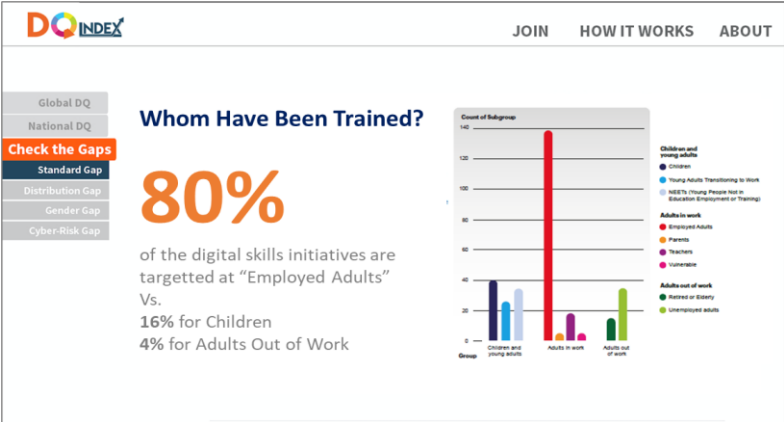 DQ INDEX
JOIN HOW IT WORKS ABOUT
Global DQ
National DQ
Check the Gaps
Standard Gap
Distribution Gap
Gender Gap
Cyber-Risk Gap
Whom Have Been Trained?
80%
of the digital skills initiatives are
targetted at “Employed Adults”
Vs.
16% for Children
4% for Adults Out of Work
Count of Subgroup
140
120
100
80
60
40
20
0
Group
Children and
young adults
Adults in work
Adults out
of work
Children and
young adults
Children
Young Adults Transitioning to Work
NEETs (Young People Not in
Education Employment or Training)
Adults in work
Employed Adults
Parents
Teachers
Vulnerable
Adults out of work
Retired or Elderly
Unemployed adults